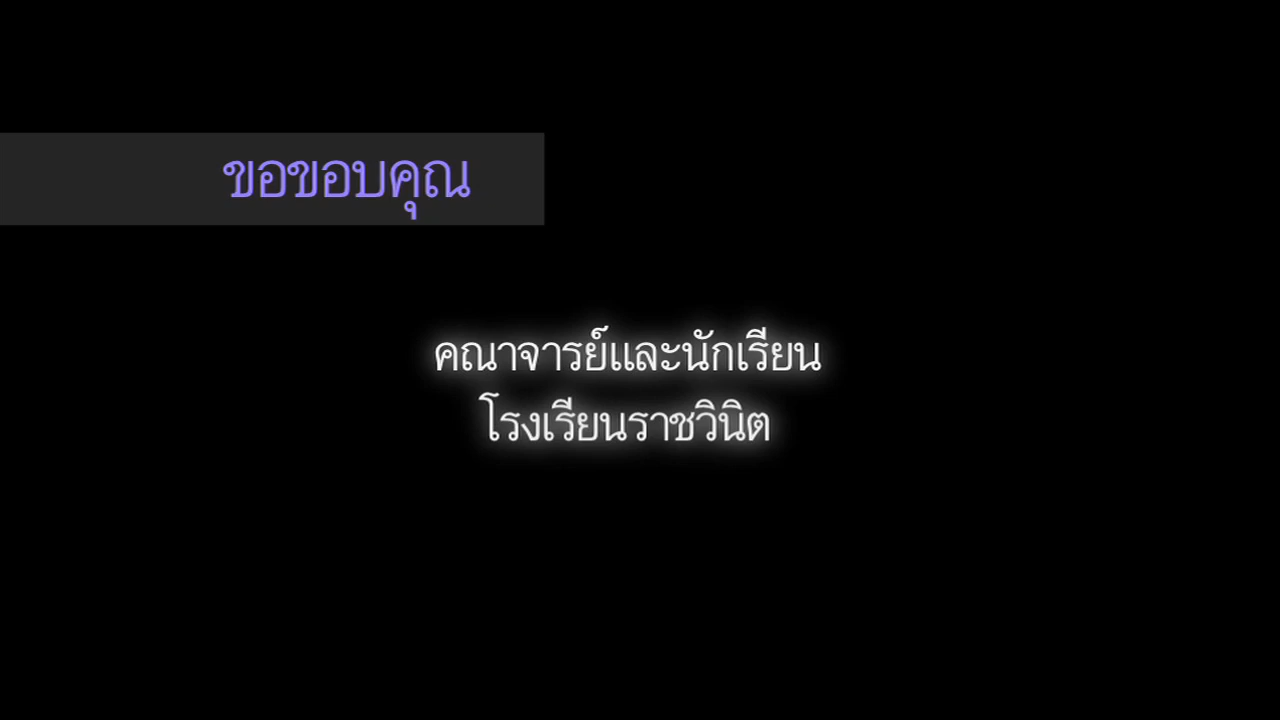 ขอขอบคุณ
คณาจารย์และนักเรียน
โรงเรียนราชวินิต